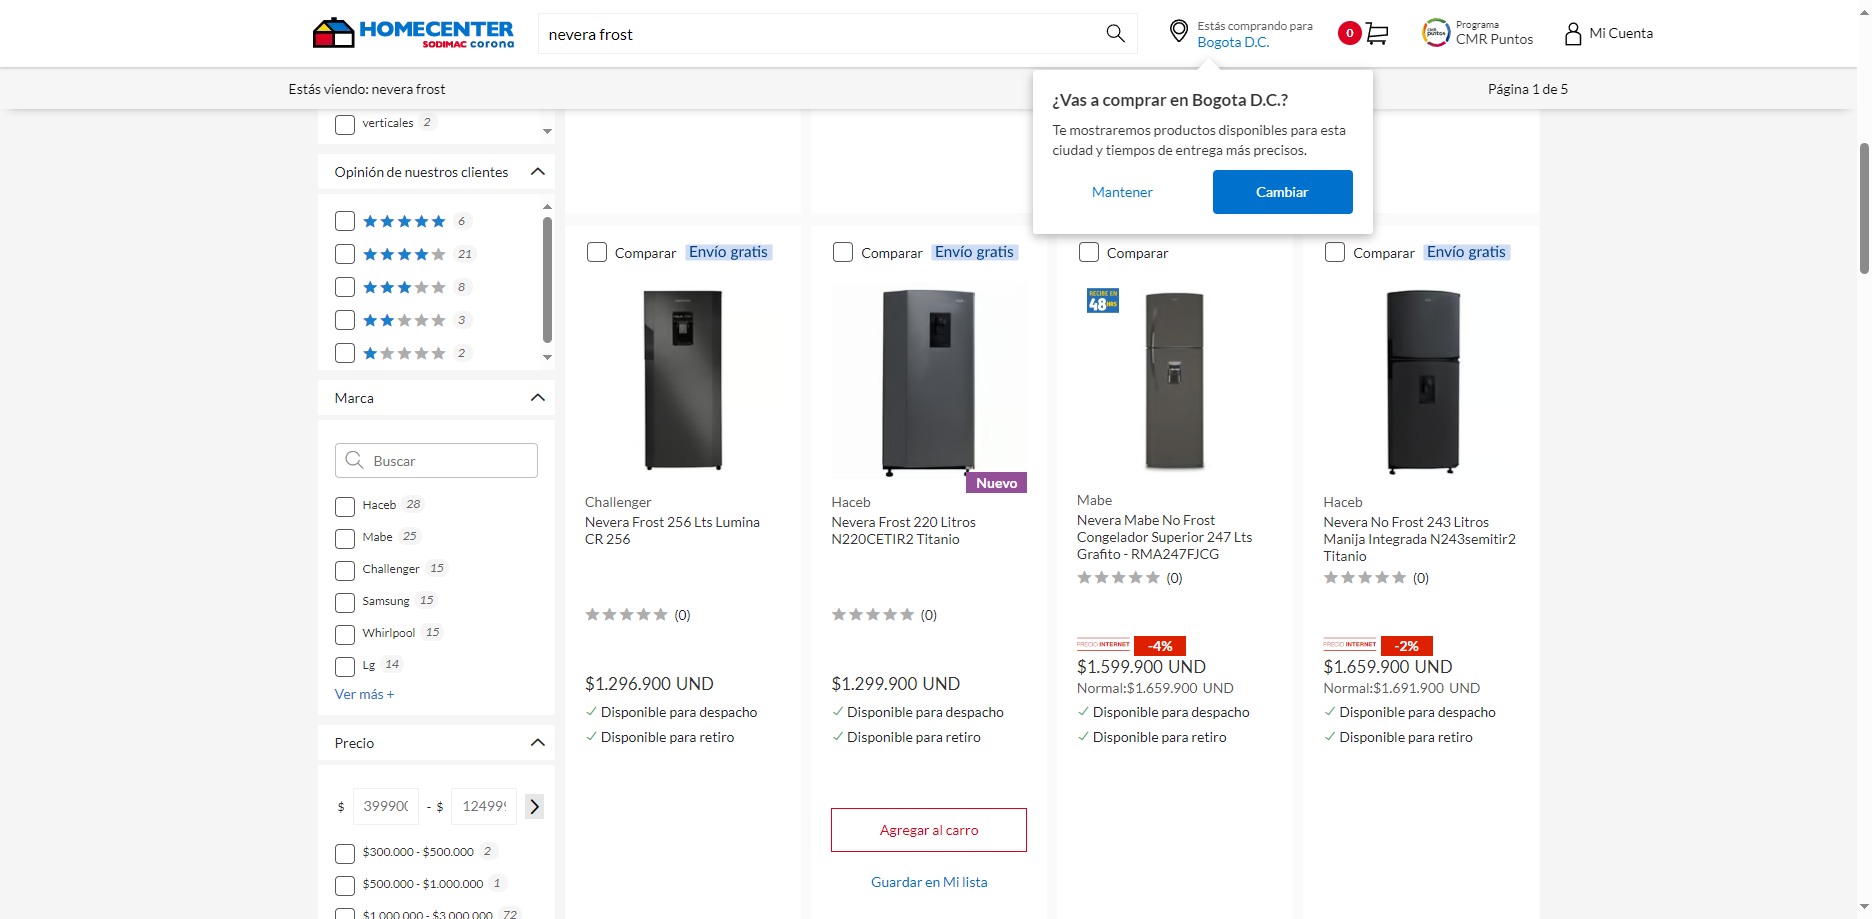 HOMECENTER
SODIMAC corona
nevera frost
Estás comprando para
Bogota D.C.
0
Programa
CMR Puntos
Mi Cuenta
Estás viendo: nevera frost
Página 1 de 5
¿Vas a comprar en Bogota D.C.?
Te mostraremos productos disponibles para esta
ciudad y tiempos de entrega más precisos.
Mantener
Cambiar
verticales 2
Opinión de nuestros clientes
6
21
8
3
2
Marca
Buscar
Haceb 28
Mabe 25
Challenger 15
Samsung 15
Whirlpool 15
Lg 14
Ver más +
Precio
$ 39990 - $ 12499
$300.000 - $500.000 2
$500.000 - $1.000.000 1
$1.000.000 - $3.000.000 72
Comparar Envío gratis
Challenger
Nevera Frost 256 Lts Lumina
CR 256
(0)
$1.296.900 UND
Disponible para despacho
Disponible para retiro
Comparar Envío gratis
Nuevo
Haceb
Nevera Frost 220 Litros
N220CETIR2 Titanio
(0)
$1.299.900 UND
Disponible para despacho
Disponible para retiro
Agregar al carro
Guardar en Mi lista
Comparar
RECIBE EN
48 HRS
Mabe
Nevera Mabe No Frost
Congelador Superior 247 Lts
Grafito - RMA247FJCG
(0)
PRECIO INTERNET -4%
$1.599.900 UND
Normal:$1.659.900 UND
Disponible para despacho
Disponible para retiro
Comparar Envío gratis
Haceb
Nevera No Frost 243 Litros
Manija Integrada N243semitir2
Titanio
(0)
PRECIO INTERNET -2%
$1.659.900 UND
Normal:$1.691.900 UND
Disponible para despacho
Disponible para retiro